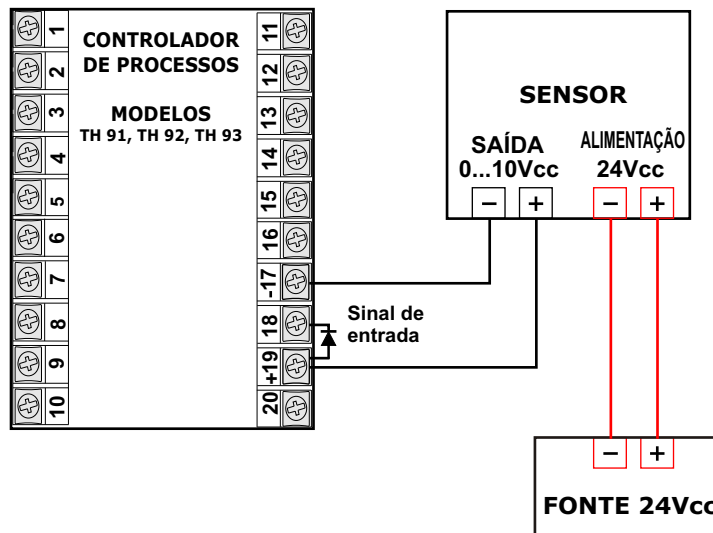 CONTROLADOR
DE PROCESSOS
MODELOS
TH 91, TH 92, TH 93
1
2
3
4
5
6
7
8
9
10
11
12
13
14
15
16
-17
18
+19
20
Sinal de
entrada
SENSOR
SAÍDA
0...10Vcc
ALIMENTAÇÃO
24Vcc
− + − +
− +
FONTE 24Vcc